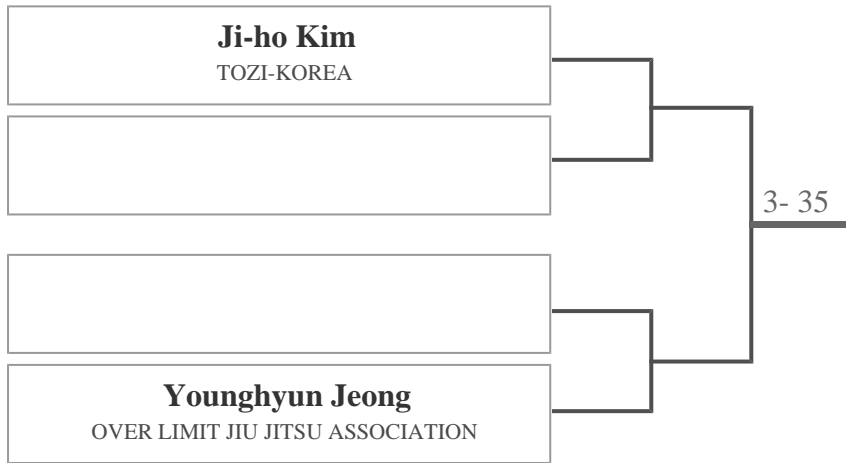 Ji-ho Kim
TOZI-KOREA
3- 35
Younghyun Jeong
OVER LIMIT JIU JITSU ASSOCIATION